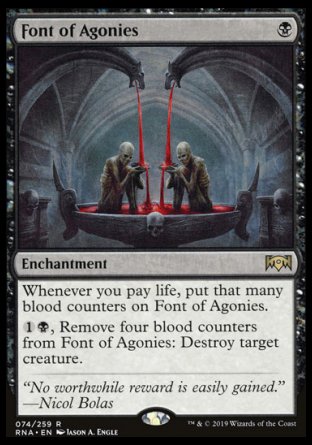 Font of Agonies
Enchantment
Whenever you pay life, put that many
blood counters on Font of Agonies.
1, Remove four blood counters
from Font of Agonies: Destroy target
creature.
“No worthwhile reward is easily gained.”
—Nicol Bolas
074/259 R
RNA • EN JASON A. ENGLE
™ & © 2019 Wizards of the Coast